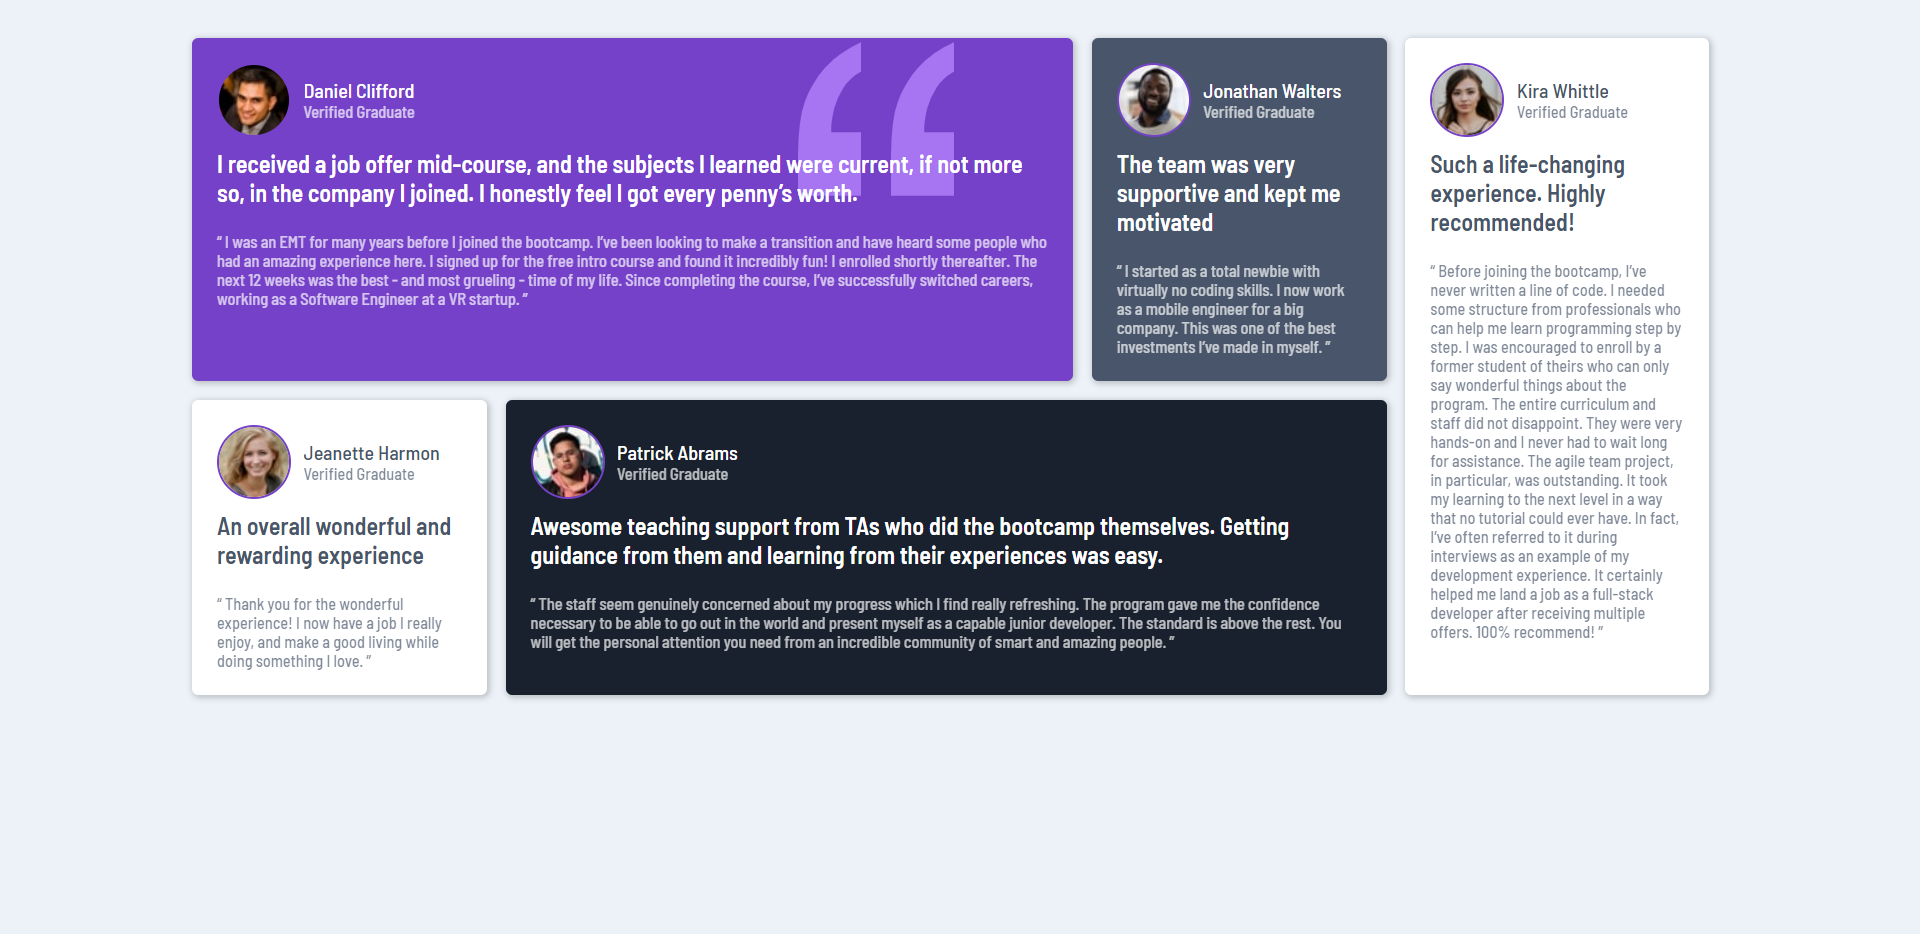 Daniel Clifford
Verified Graduate
I received a job offer mid-course, and the subjects I learned were current, if not more
so, in the company I joined. I honestly feel I got every penny’s worth.
“ I was an EMT for many years before I joined the bootcamp. I’ve been looking to make a transition and have heard some people who
had an amazing experience here. I signed up for the free intro course and found it incredibly fun! I enrolled shortly thereafter. The
next 12 weeks was the best - and most grueling - time of my life. Since completing the course, I’ve successfully switched careers,
working as a Software Engineer at a VR startup. ”
Jonathan Walters
Verified Graduate
The team was very
supportive and kept me
motivated
“ I started as a total newbie with
virtually no coding skills. I now work
as a mobile engineer for a big
company. This was one of the best
investments I’ve made in myself. ”
Kira Whittle
Verified Graduate
Such a life-changing
experience. Highly
recommended!
“ Before joining the bootcamp, I’ve
never written a line of code. I needed
some structure from professionals who
can help me learn programming step by
step. I was encouraged to enroll by a
former student of theirs who can only
say wonderful things about the
program. The entire curriculum and
staff did not disappoint. They were very
hands-on and I never had to wait long
for assistance. The agile team project,
in particular, was outstanding. It took
my learning to the next level in a way
that no tutorial could ever have. In fact,
I’ve often referred to it during
interviews as an example of my
development experience. It certainly
helped me land a job as a full-stack
developer after receiving multiple
offers. 100% recommend! ”
Jeanette Harmon
Verified Graduate
An overall wonderful and
rewarding experience
“ Thank you for the wonderful
experience! I now have a job I really
enjoy, and make a good living while
doing something I love. ”
Patrick Abrams
Verified Graduate
Awesome teaching support from TAs who did the bootcamp themselves. Getting
guidance from them and learning from their experiences was easy.
“ The staff seem genuinely concerned about my progress which I find really refreshing. The program gave me the confidence
necessary to be able to go out in the world and present myself as a capable junior developer. The standard is above the rest. You
will get the personal attention you need from an incredible community of smart and amazing people. ”